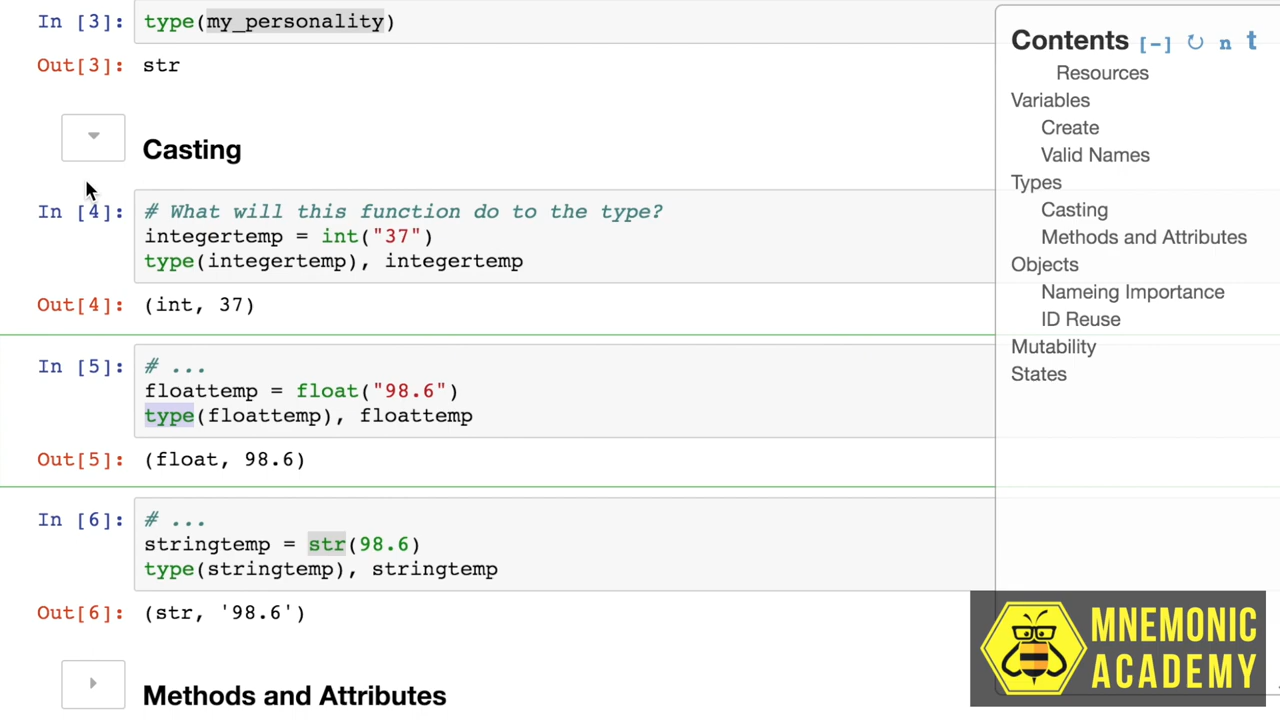 In [3]: type(my_personality)
Out[3]: str
Casting
In [4]: # What will this function do to the type?
integertemp = int("37")
type(integertemp), integertemp
Out[4]: (int, 37)
In [5]: # ...
floattemp = float("98.6")
type(floattemp), floattemp
Out[5]: (float, 98.6)
In [6]: # ...
stringtemp = str(98.6)
type(stringtemp), stringtemp
Out[6]: (str, '98.6')
Methods and Attributes
Contents [-] ↻ n t
Resources
Variables
Create
Valid Names
Types
Casting
Methods and Attributes
Objects
Nameing Importance
ID Reuse
Mutability
States
MNEMONIC
ACADEMY